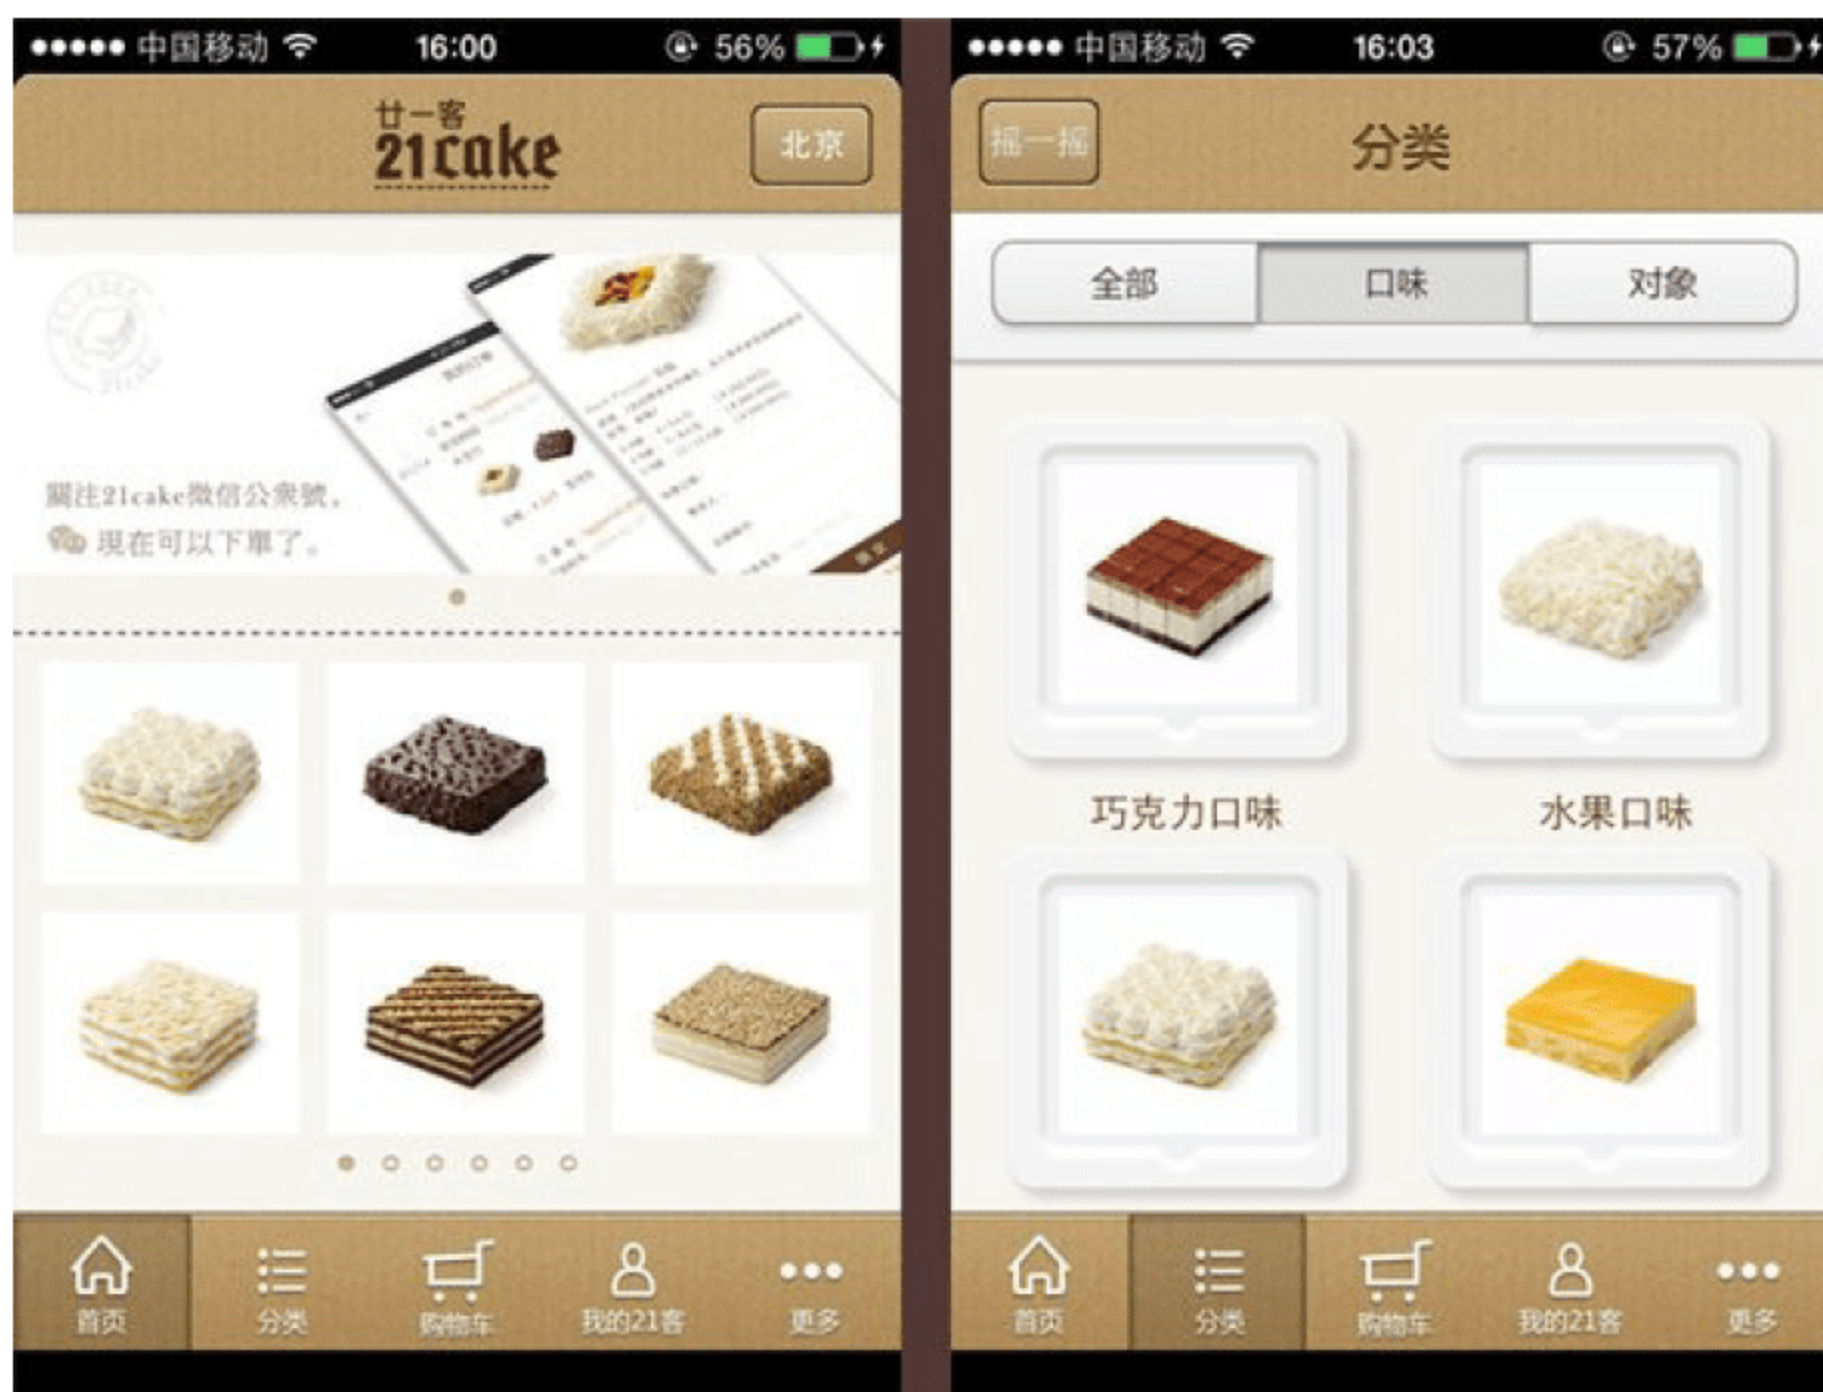 中国移动
16:00
56%
廿一客
21cake
北京
21cake
關注21cake微信公衆號，
現在可以下單了。
首页
分类
购物车
我的21客
更多
中国移动
16:03
57%
摇一摇
分类
全部
口味
对象
巧克力口味
水果口味
首页
分类
购物车
我的21客
更多